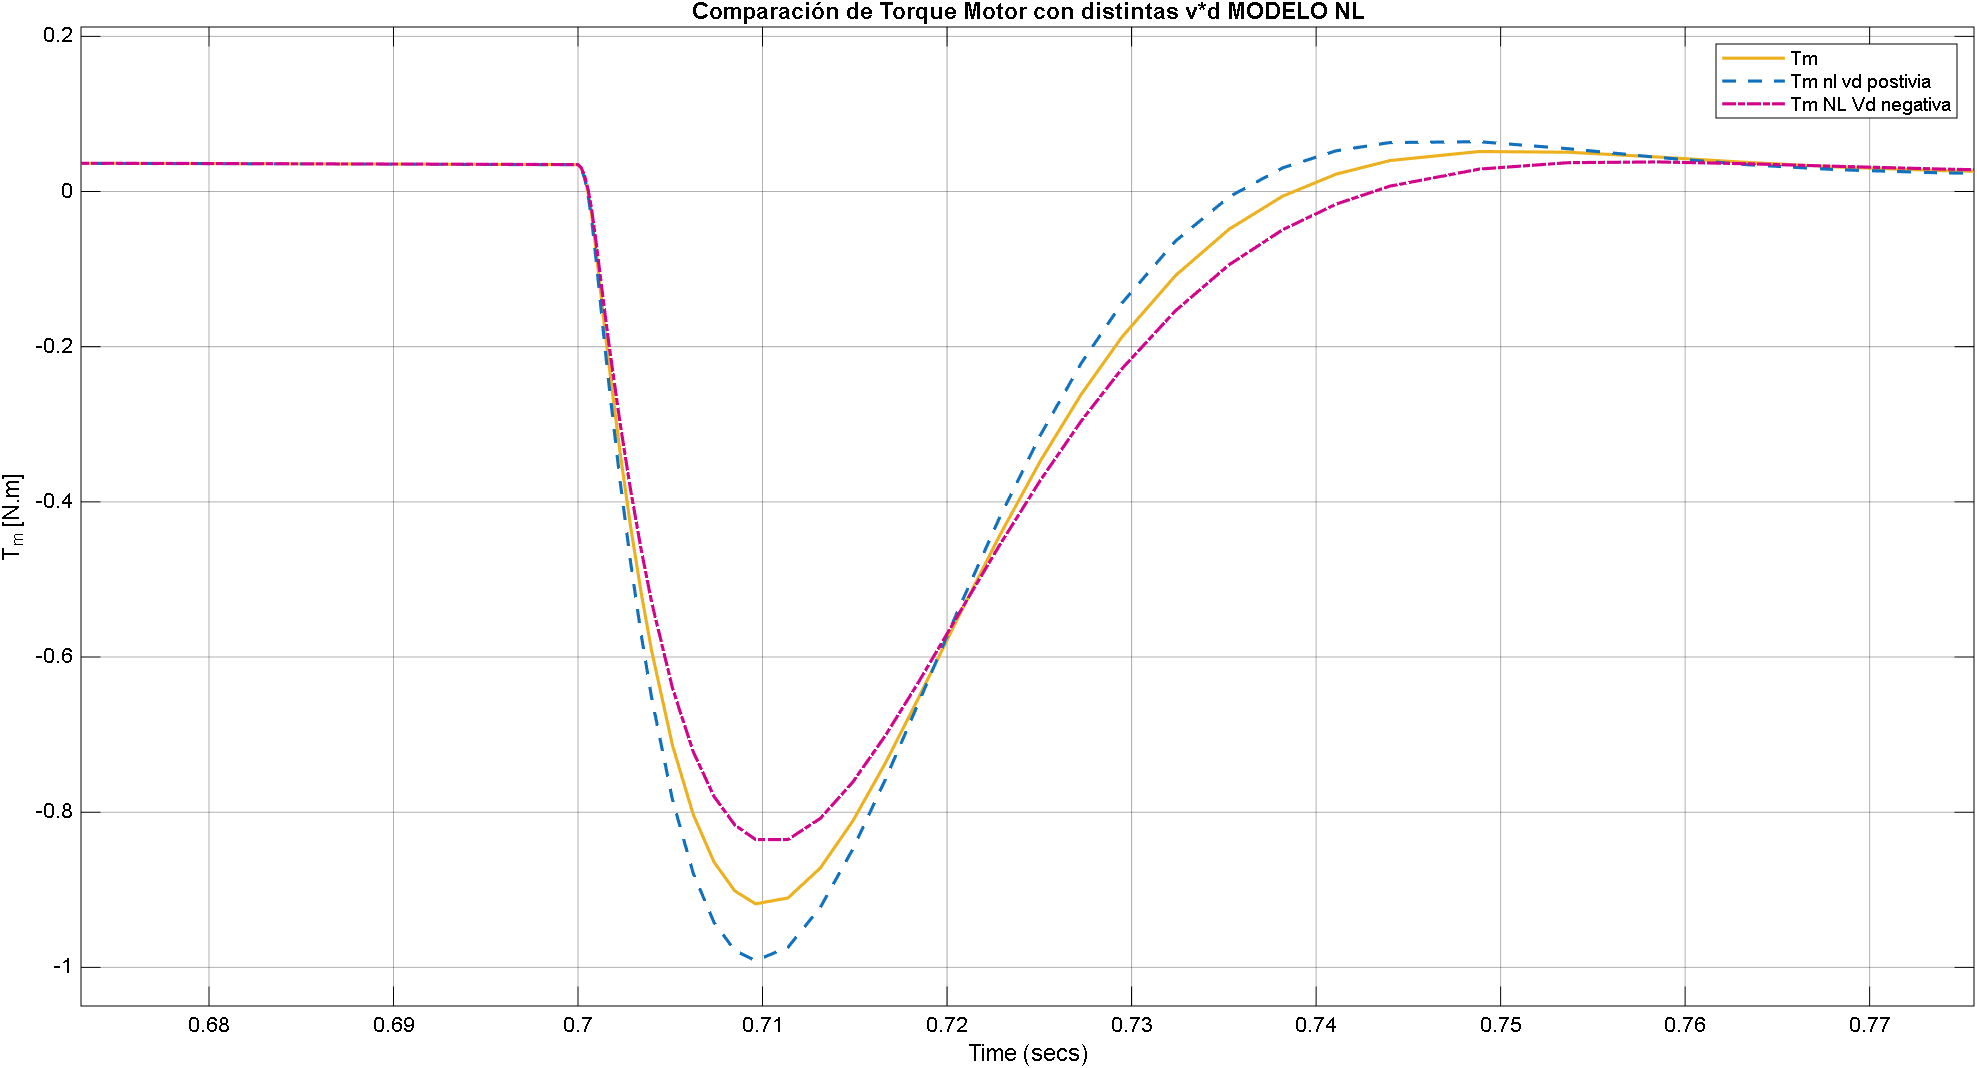 Comparación de Torque Motor con distintas v*d MODELO NL
Tm
Tm nl vd postivia
Tm NL Vd negativa
0.2
0
-0.2
-0.4
-0.6
-0.8
-1
Tm [N.m]
0.68 0.69 0.7 0.71 0.72 0.73 0.74 0.75 0.76 0.77
Time (secs)